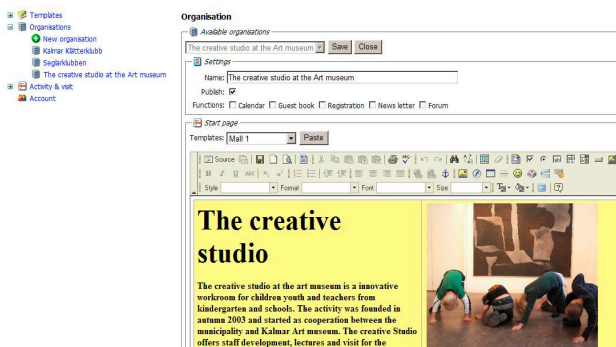 Templates
Organisations
New organisation
Kalmar Klätterklubb
Seglarklubben
The creative studio at the Art museum
Activity & visit
Account
Organisation
Available organisations
The creative studio at the Art museum Save Close
Settings
Name: The creative studio at the Art museum
Publish:
Functions: Calendar Guest book Registration News letter Forum
Start page
Templates: Mall 1 Paste
Source
B I U ABC
Style Format Font Size
The creative
studio
The creative studio at the art museum is a innovative
workroom for children youth and teachers from
kindergarten and schools. The activity was founded in
autumn 2003 and started as cooperation between the
municipality and Kalmar Art museum. The creative Studio
offers staff development, lectures and visit for the